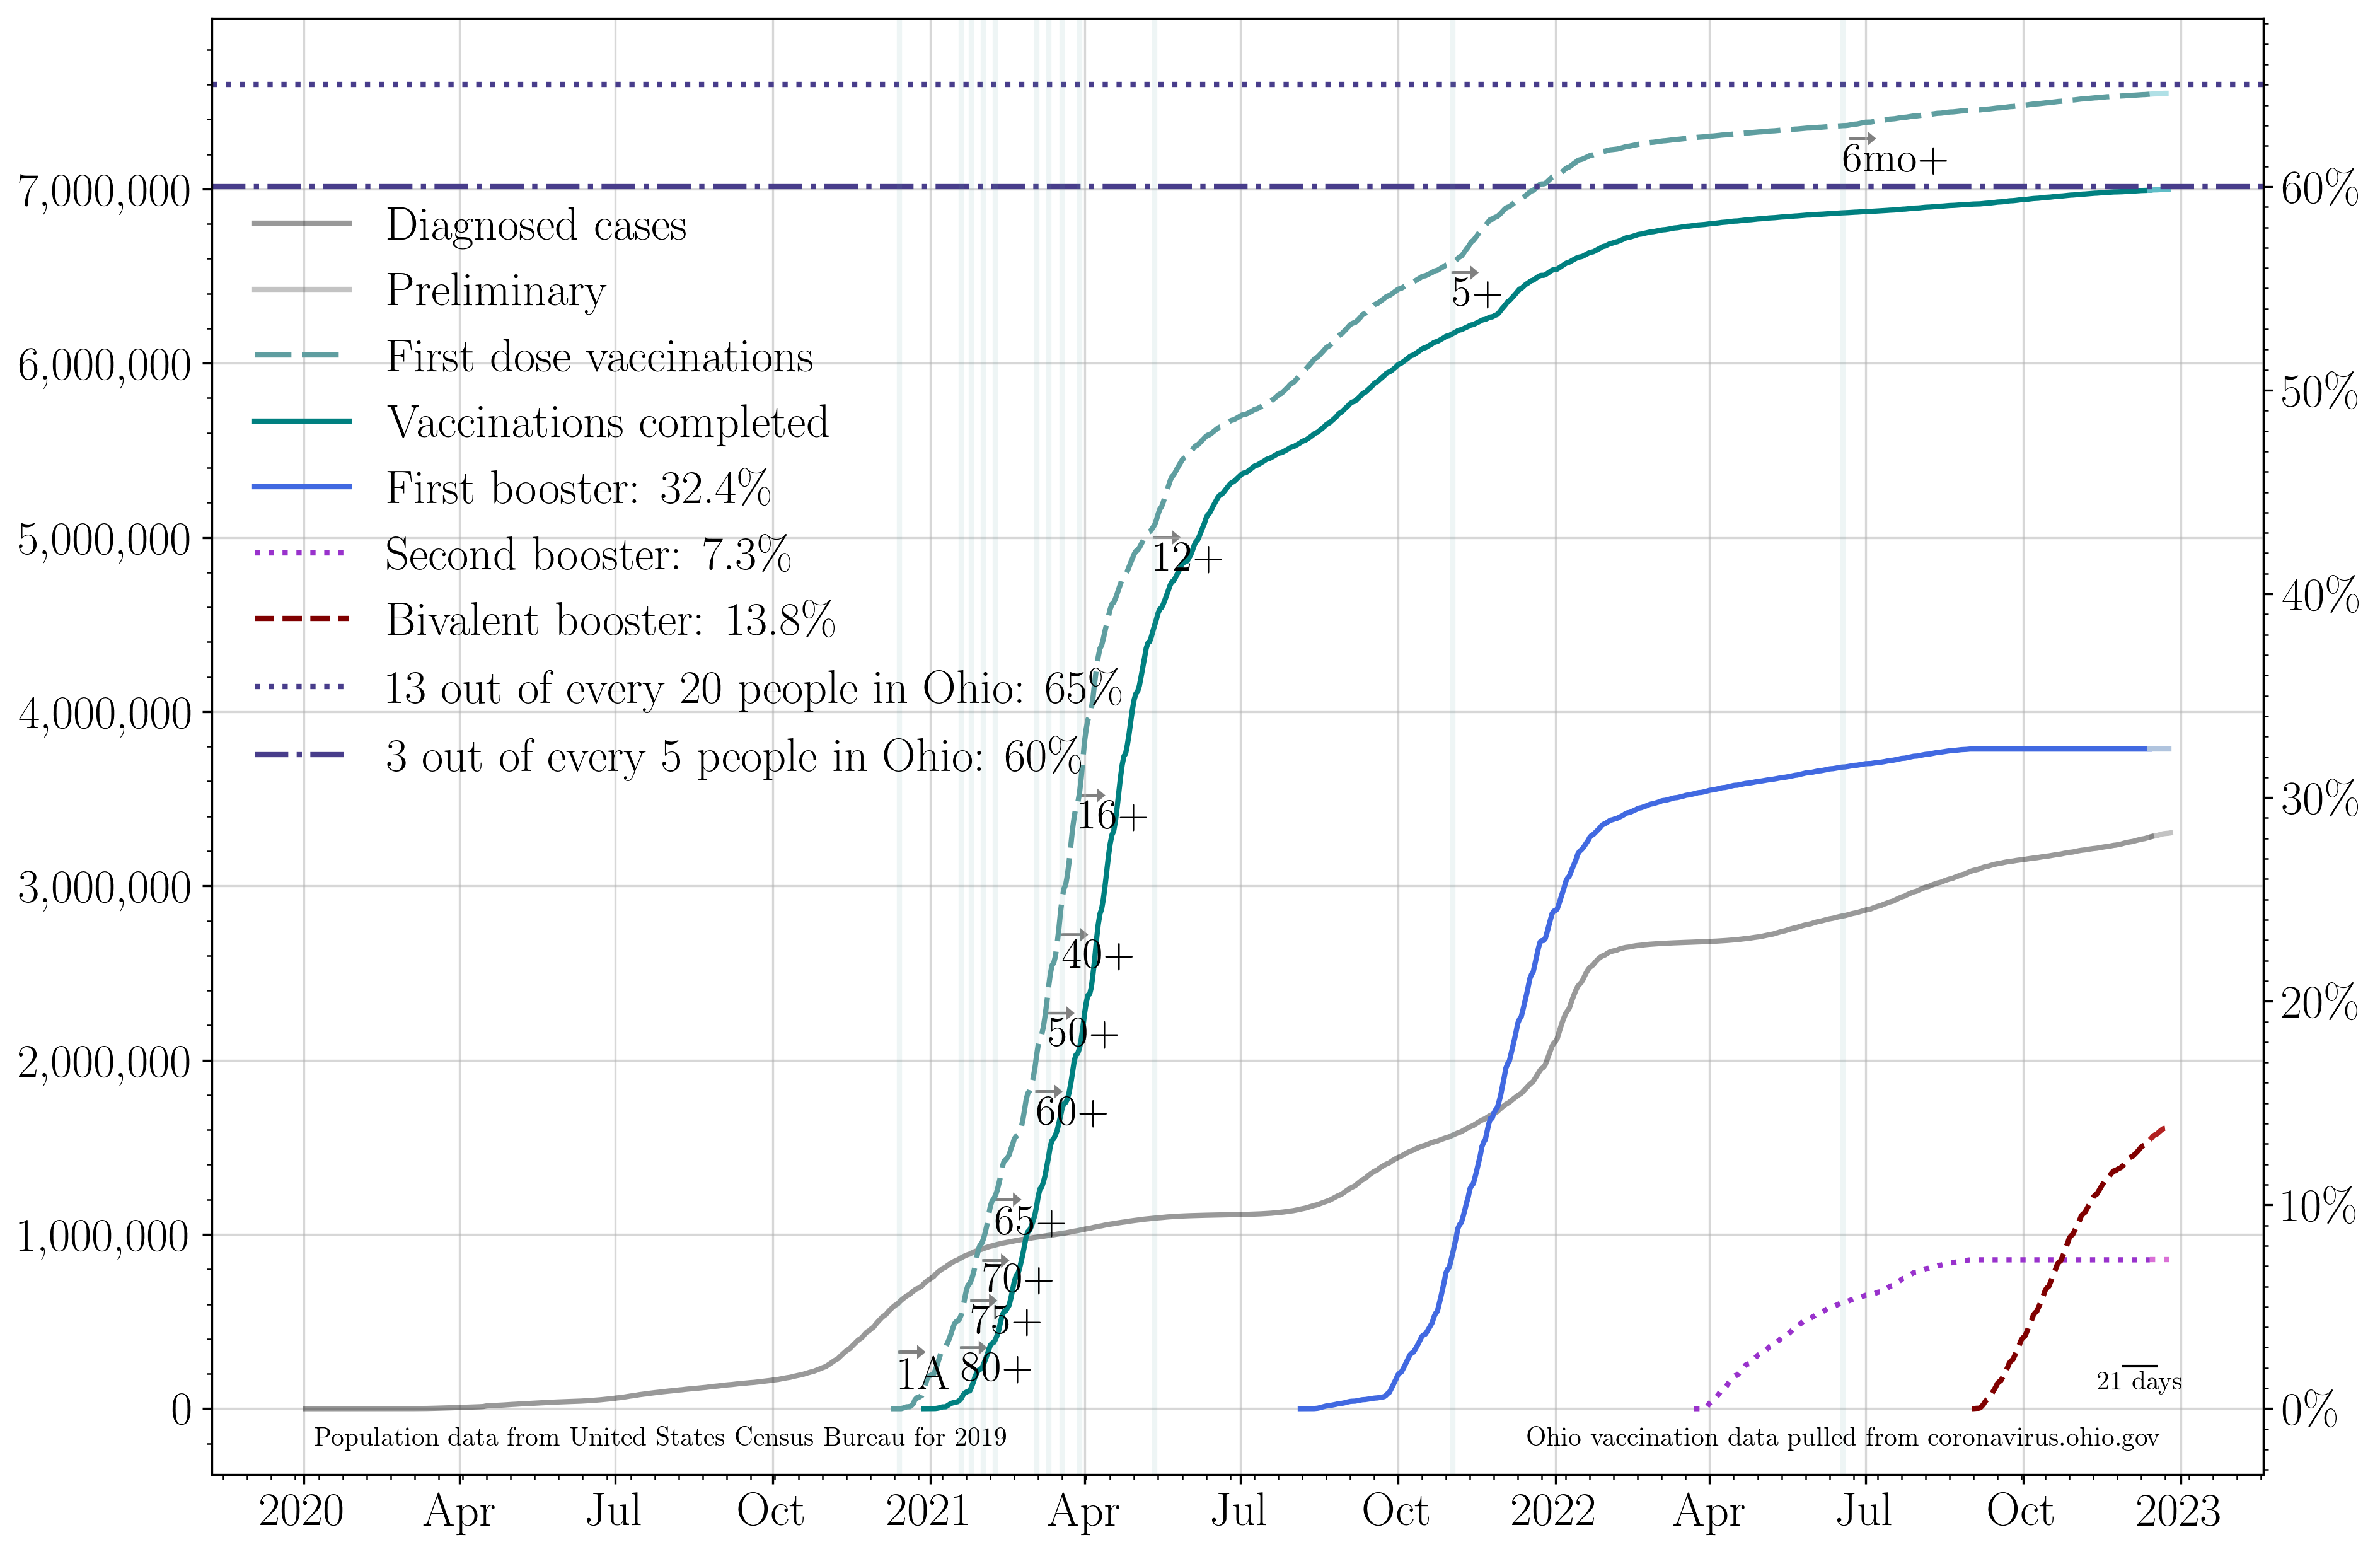 7,000,000
6,000,000
5,000,000
4,000,000
3,000,000
2,000,000
1,000,000
0
Diagnosed cases
Preliminary
First dose vaccinations
Vaccinations completed
First booster: 32.4%
Second booster: 7.3%
Bivalent booster: 13.8%
13 out of every 20 people in Ohio: 65%
3 out of every 5 people in Ohio: 60%
6mo+
5+
12+
16+
40+
50+
60+
65+
70+
75+
80+
1A
21 days
60%
50%
40%
30%
20%
10%
0%
Population data from United States Census Bureau for 2019
Ohio vaccination data pulled from coronavirus.ohio.gov
2020 Apr Jul Oct 2021 Apr Jul Oct 2022 Apr Jul Oct 2023